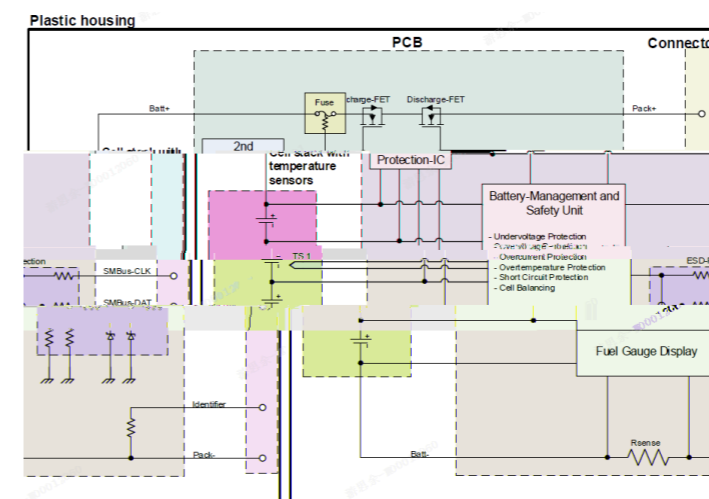 Plastic housing
PCB
Connecto
Fuse
charge-FET
Discharge-FET
Batt+
Pack+
2nd
Cell stack with
temperature
sensors
Protection-IC
Battery-Management and
Safety Unit
- Undervoltage Protection
- Overcurrent Protection
- Overtemperature Protection
- Short Circuit Protection
- Cell Balancing
TS 1
ection
SMBus-CLK
SMBus-DAT
ESD-
Fuel Gauge Display
Identifier
Pack-
Batt-
Rsense